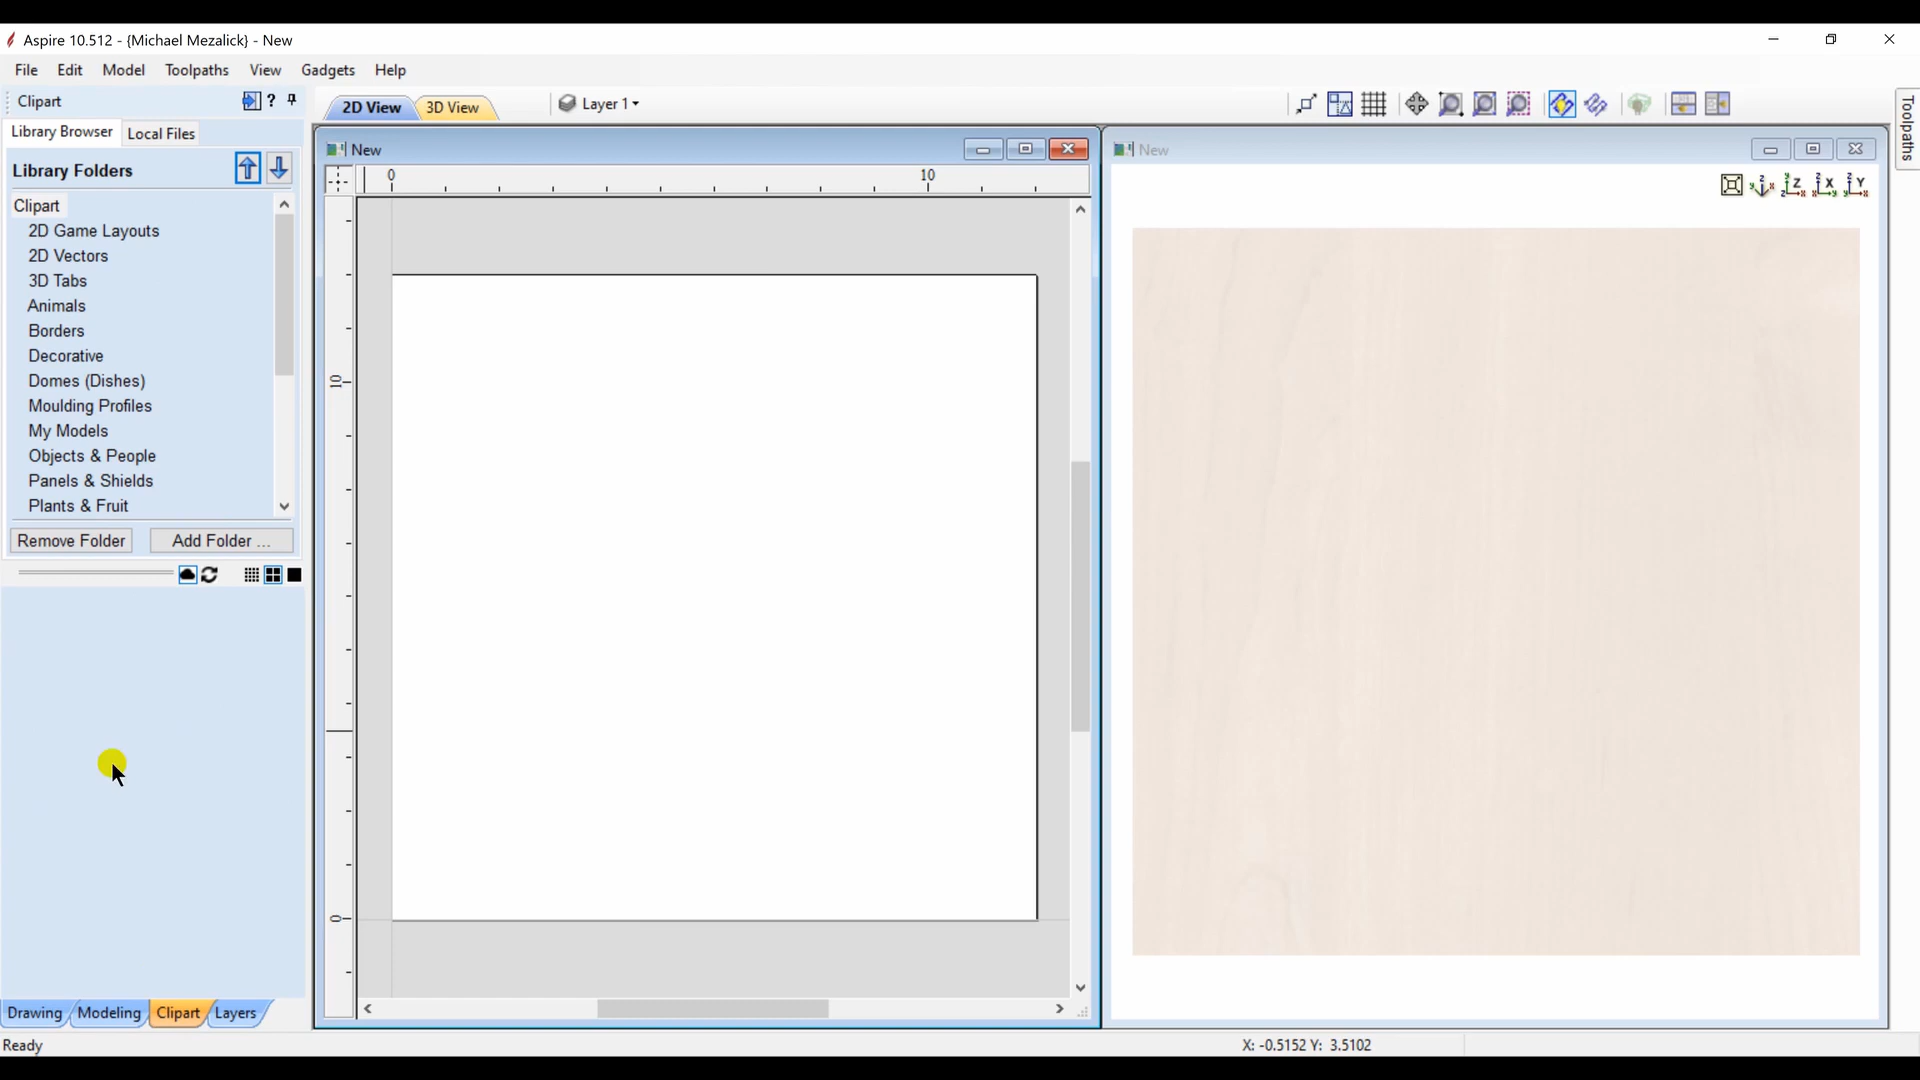 Aspire 10.512 - {Michael Mezalick} - New
File Edit Model Toolpaths View Gadgets Help
Clipart
?
Library Browser Local Files
Library Folders
Clipart
2D Game Layouts
2D Vectors
3D Tabs
Animals
Borders
Decorative
Domes (Dishes)
Moulding Profiles
My Models
Objects & People
Panels & Shields
Plants & Fruit
Remove Folder Add Folder ...
Drawing Modeling Clipart Layers
Ready
2D View 3D View Layer 1
New
0 10
10
0
New
Z X Y
Toolpaths
X: -0.5152 Y: 3.5102